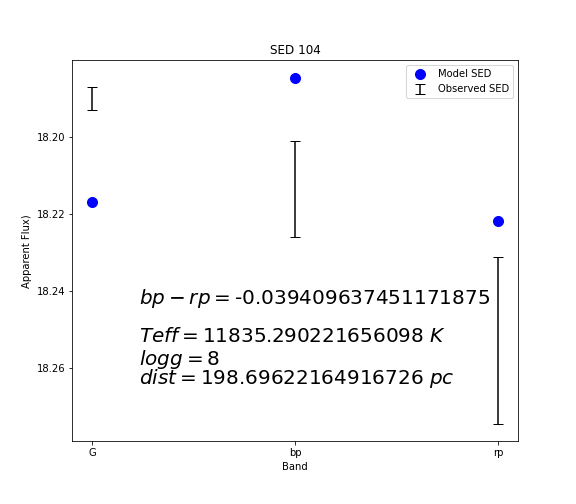 SED 104
Model SED
Observed SED
18.20
18.22
18.24
18.26
Apparent Flux)
bp − rp = -0.039409637451171875
Teff = 11835.290221656098 K
logg = 8
dist = 198.69622164916726 pc
G
bp
rp
Band